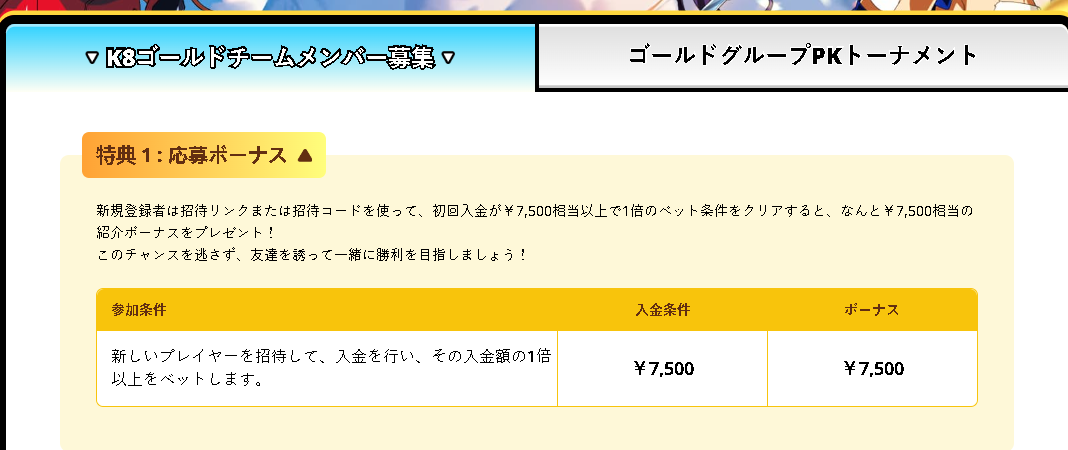 ▽ K8ゴールドチームメンバー募集 ▽
ゴールドグループPKトーナメント
特典 1 : 応募ボーナス ▲
新規登録者は招待リンクまたは招待コードを使って、初回入金が￥7,500相当以上で1倍のベット条件をクリアすると、なんと￥7,500相当の
紹介ボーナスをプレゼント！
このチャンスを逃さず、友達を誘って一緒に勝利を目指しましょう！
参加条件 入金条件 ボーナス
新しいプレイヤーを招待して、入金を行い、その入金額の1倍
以上をベットします。
￥7,500 ￥7,500